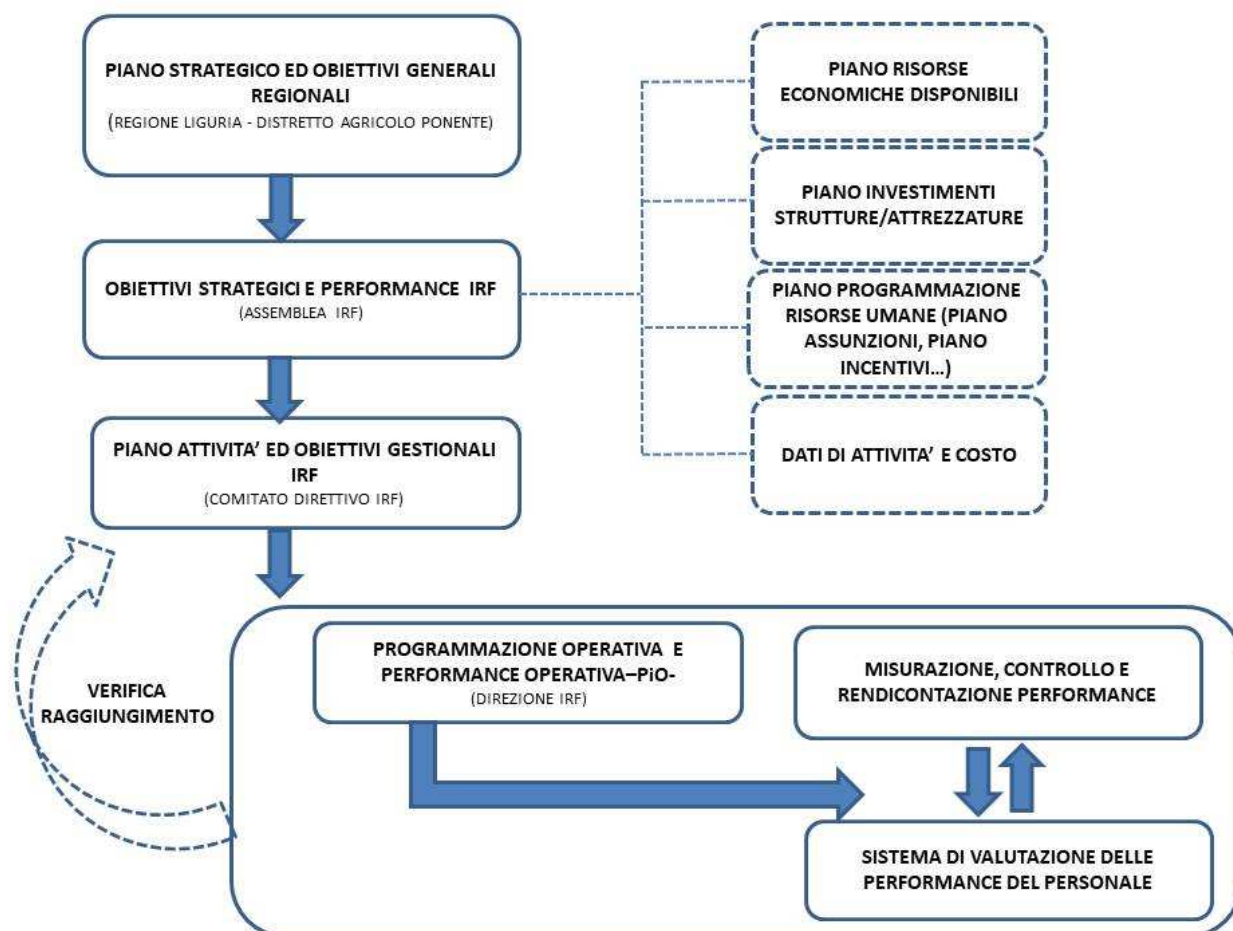 PIANO STRATEGICO ED OBIETTIVI GENERALI
REGIONALI
(REGIONE LIGURIA - DISTRETTO AGRICOLO PONENTE)
OBIETTIVI STRATEGICI E PERFORMANCE IRF
(ASSEMBLEA IRF)
PIANO ATTIVITA’ ED OBIETTIVI GESTIONALI
IRF
(COMITATO DIRETTIVO IRF)
PIANO RISORSE
ECONOMICHE DISPONIBILI
PIANO INVESTIMENTI
STRUTTURE/ATTREZZATURE
PIANO PROGRAMMAZIONE
RISORSE UMANE (PIANO
ASSUNZIONI, PIANO
INCENTIVI...)
DATI DI ATTIVITA’ E COSTO
VERIFICA
RAGGIUNGIMENTO
PROGRAMMAZIONE OPERATIVA E
PERFORMANCE OPERATIVA–PiO-
(DIREZIONE IRF)
MISURAZIONE, CONTROLLO E
RENDICONTAZIONE PERFORMANCE
SISTEMA DI VALUTAZIONE DELLE
PERFORMANCE DEL PERSONALE